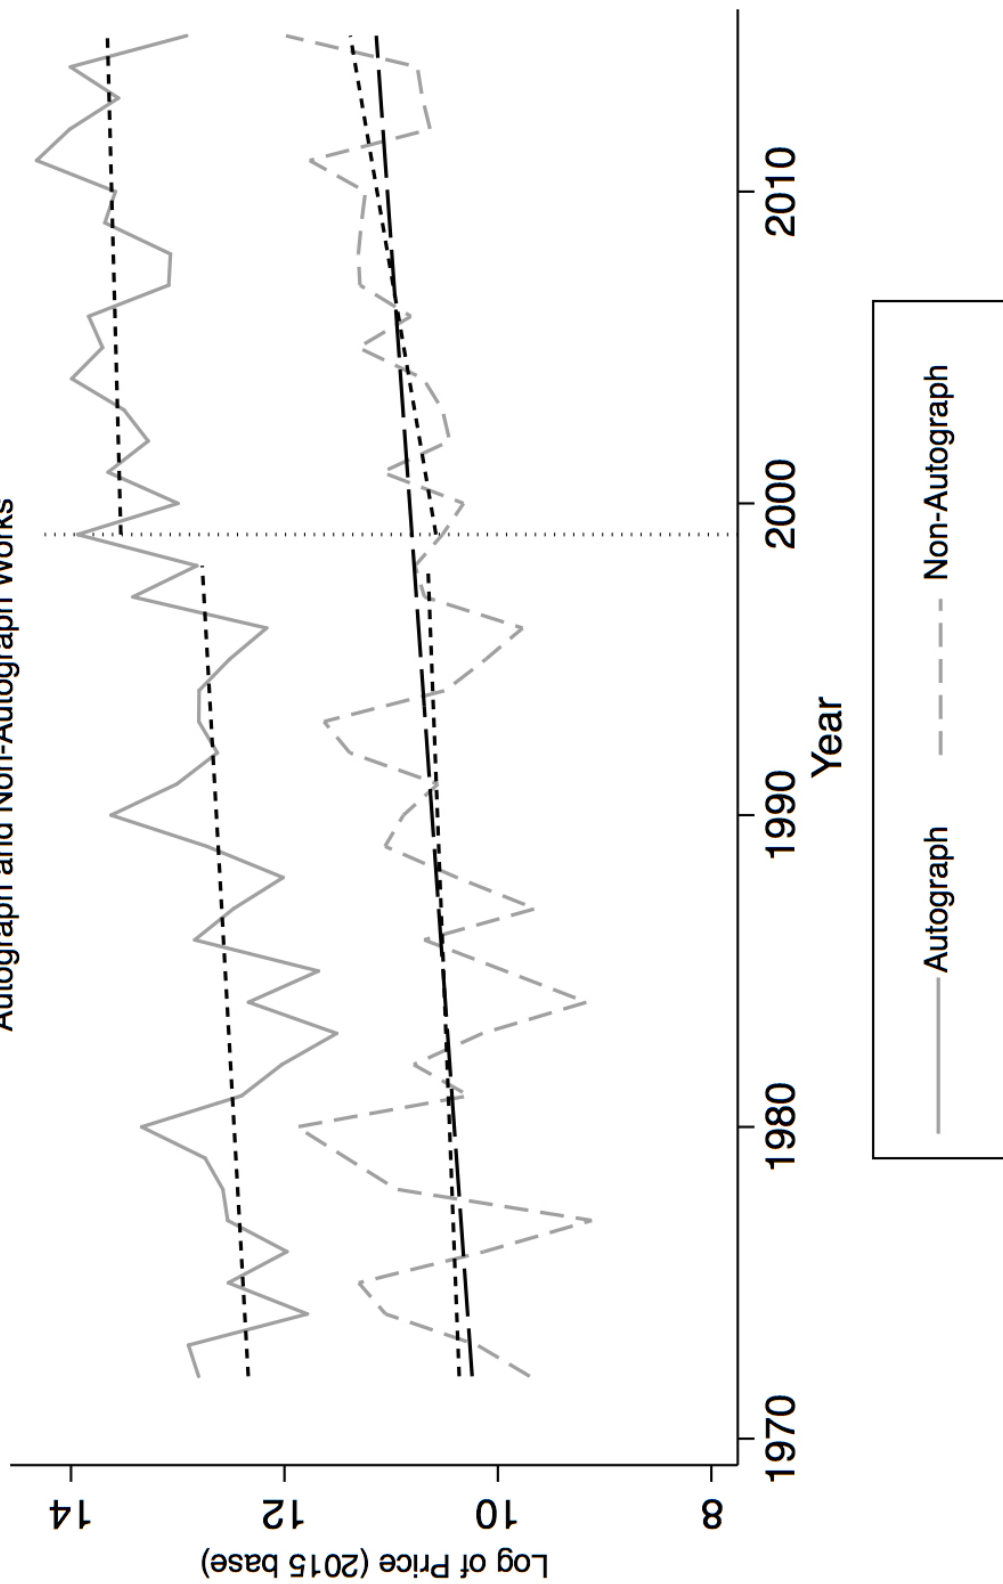 Autograph and Non-Autograph Works
14
12
10
8
Log of Price (2015 base)
1970
1980
1990
2000
2010
Year
Autograph
Non-Autograph